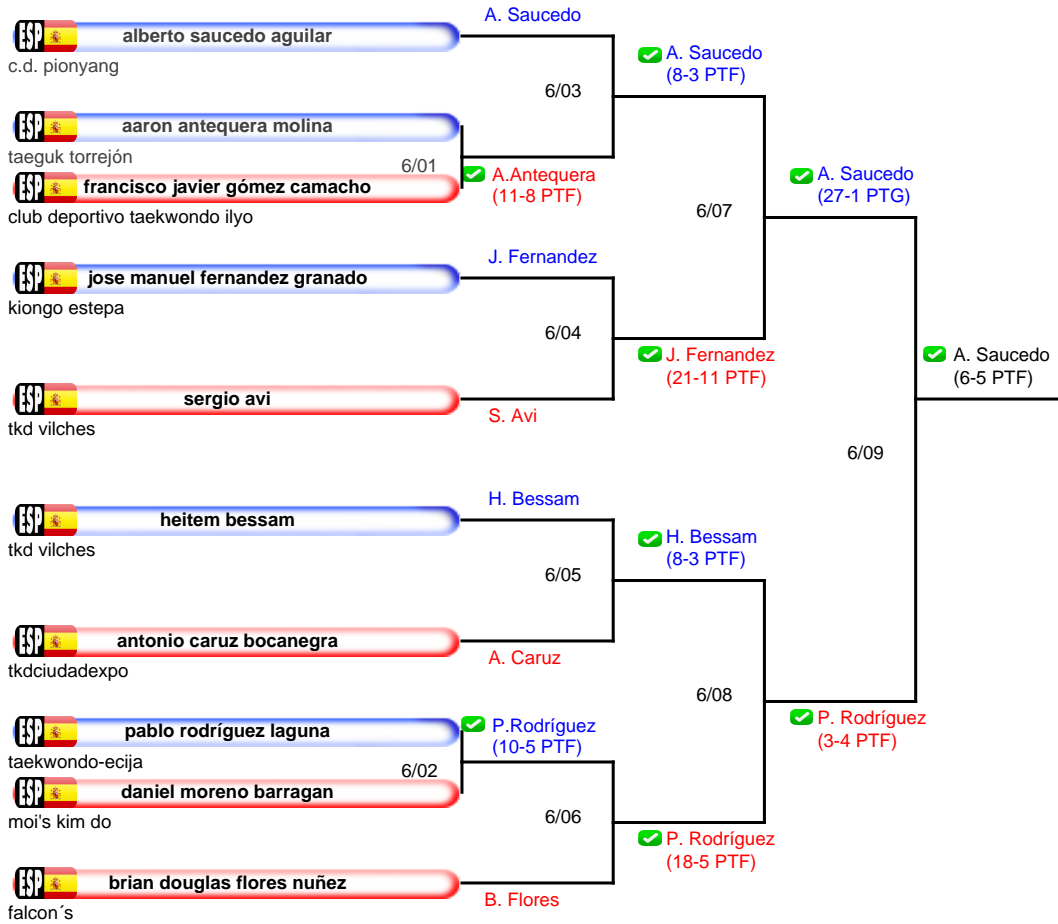 A. Saucedo
ESP alberto saucedo aguilar
c.d. pionyang
A. Saucedo
(8-3 PTF)
6/03
ESP aaron antequera molina
taeguk torrejón
6/01
A.Antequera
(11-8 PTF)
ESP francisco javier gómez camacho
club deportivo taekwondo ilyo
A. Saucedo
(27-1 PTG)
6/07
J. Fernandez
ESP jose manuel fernandez granado
kiongo estepa
6/04
J. Fernandez
(21-11 PTF)
A. Saucedo
(6-5 PTF)
ESP sergio avi
S. Avi
tkd vilches
6/09
H. Bessam
ESP heitem bessam
tkd vilches
H. Bessam
(8-3 PTF)
6/05
ESP antonio caruz bocanegra
A. Caruz
tkdciudadexpo
6/08
P. Rodríguez
(3-4 PTF)
ESP pablo rodríguez laguna
P.Rodríguez
(10-5 PTF)
taekwondo-ecija
6/02
ESP daniel moreno barragan
moi's kim do
6/06
P. Rodríguez
(18-5 PTF)
ESP brian douglas flores nuñez
B. Flores
falcon´s